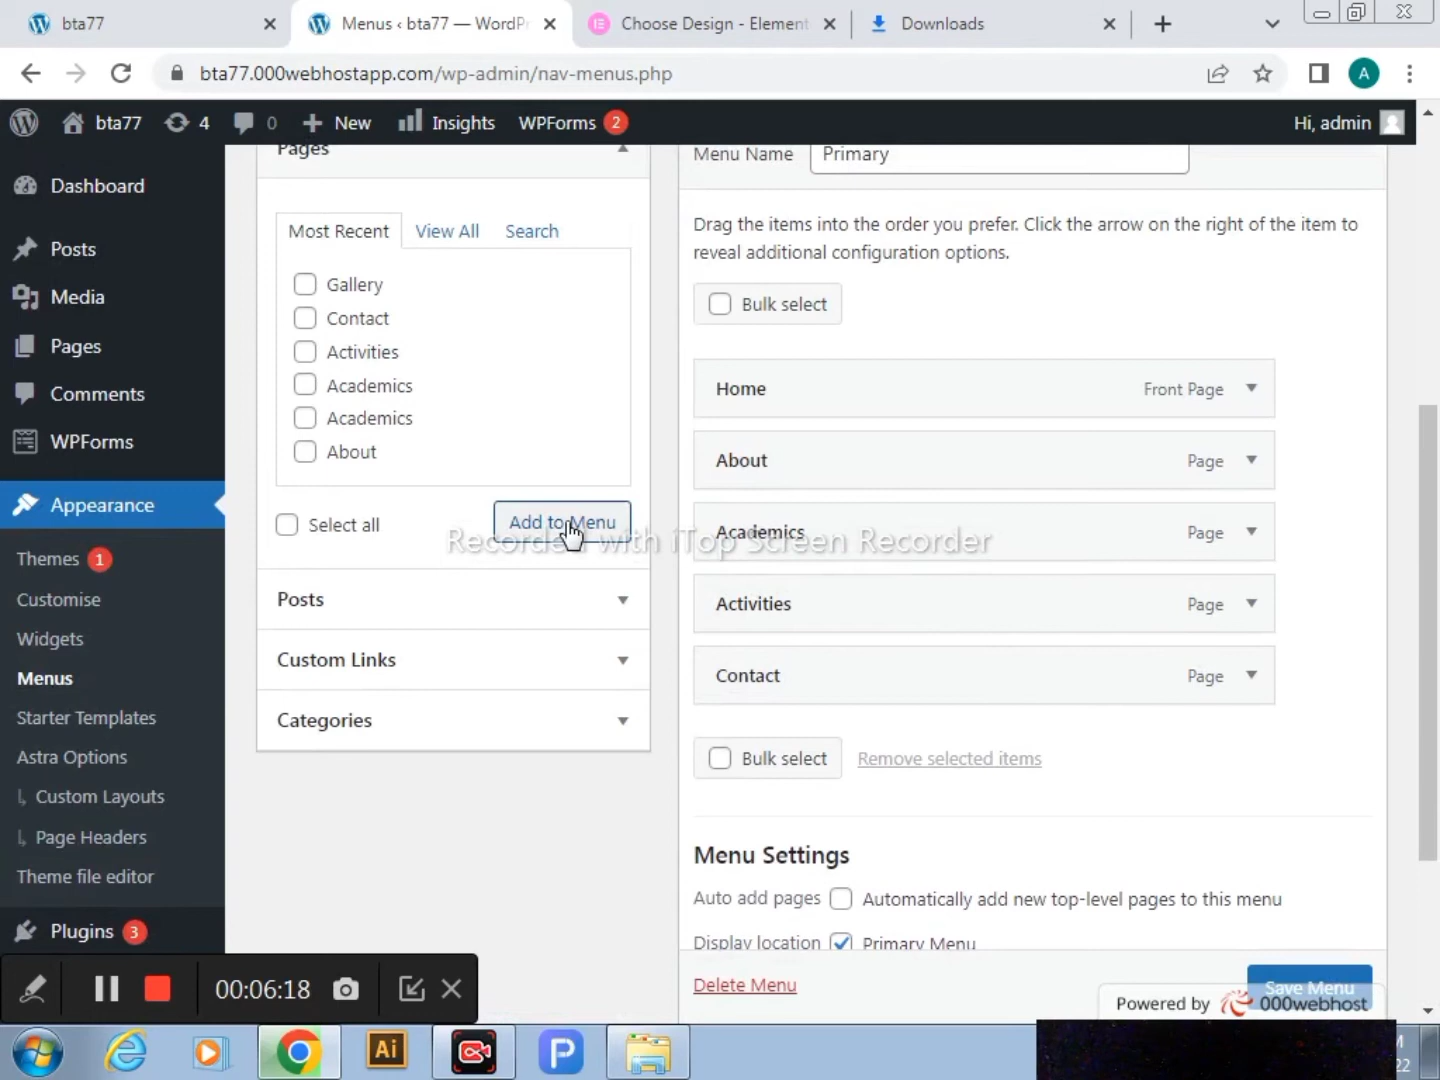 bta77
Menus ‹ bta77 — WordPr
Choose Design - Element
Downloads
bta77.000webhostapp.com/wp-admin/nav-menus.php
A
bta77
4
0
New
Insights
WPForms
2
Hi, admin
Dashboard
Posts
Media
Pages
Comments
WPForms
Appearance
Themes
1
Customise
Widgets
Menus
Starter Templates
Astra Options
Custom Layouts
Page Headers
Theme file editor
Plugins
3
Pages
Most Recent
View All
Search
Gallery
Contact
Activities
Academics
Academics
About
Select all
Add to Menu
Posts
Custom Links
Categories
Menu Name
Primary
Drag the items into the order you prefer. Click the arrow on the right of the item to
reveal additional configuration options.
Bulk select
Home
Front Page
About
Page
Academics
Page
Activities
Page
Contact
Page
Bulk select
Remove selected items
Menu Settings
Auto add pages
Automatically add new top-level pages to this menu
Display location
Primary Menu
Delete Menu
Save Menu
Powered by
000webhost
Recorded with iTop Screen Recorder
00:06:18
Ai
P
M
22